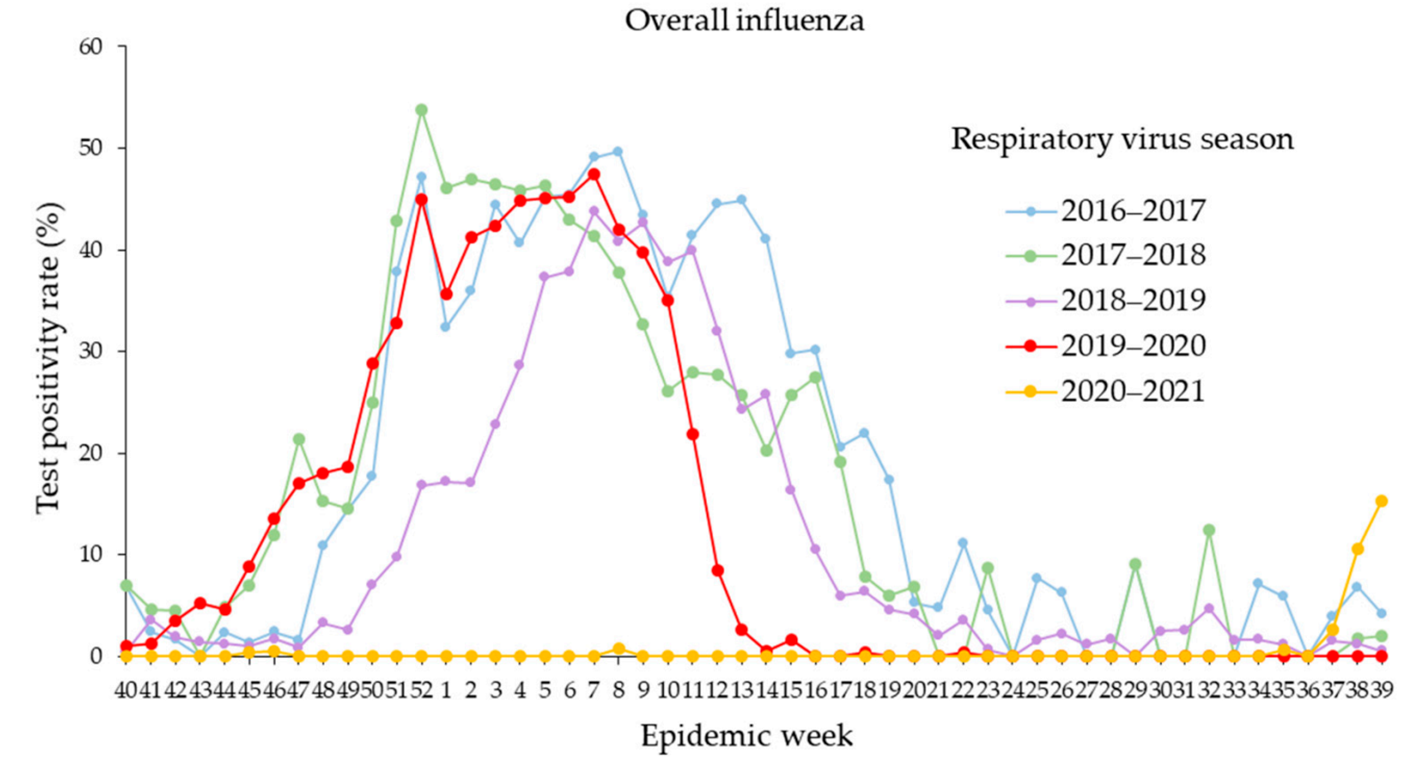 Overall influenza
60
50
40
30
20
10
0
Test positivity rate (%)
Respiratory virus season
2016–2017
2017–2018
2018–2019
2019–2020
2020–2021
40 41 42 43 44 45 46 47 48 49 50 51 52 1 2 3 4 5 6 7 8 9 10 11 12 13 14 15 16 17 18 19 20 21 22 23 24 25 26 27 28 29 30 31 32 33 34 35 36 37 38 39
Epidemic week